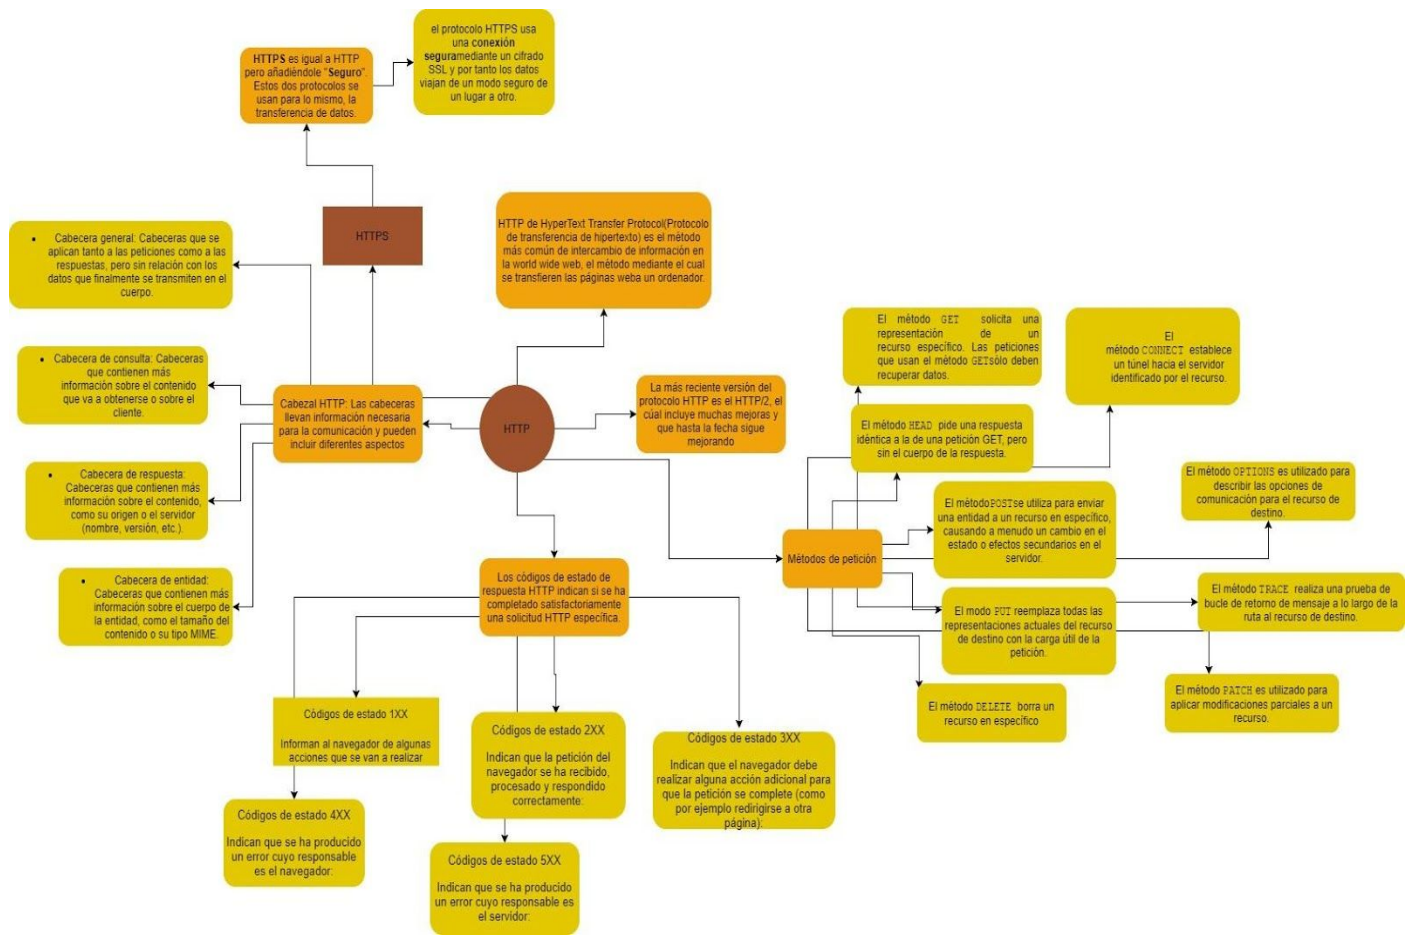 el protocolo HTTPS usa
una conexión
seguramediante un cifrado
SSL y por tanto los datos
viajan de un modo seguro de
un lugar a otro.
HTTPS es igual a HTTP
pero añadiéndole "Seguro".
Estos dos protocolos se
usan para lo mismo, la
transferencia de datos.
HTTPS
HTTP de HyperText Transfer Protocol(Protocolo
de transferencia de hipertexto) es el método
más común de intercambio de información en
la world wide web, el método mediante el cual
se transfieren las páginas weba un ordenador.
• Cabecera general: Cabeceras que se
aplican tanto a las peticiones como a las
respuestas, pero sin relación con los
datos que finalmente se transmiten en el
cuerpo.
• Cabecera de consulta: Cabeceras
que contienen más
información sobre el contenido
que va a obtenerse o sobre el
cliente.
Cabezal HTTP: Las cabeceras
llevan información necesaria
para la comunicación y pueden
incluir diferentes aspectos
HTTP
La más reciente versión del
protocolo HTTP es el HTTP/2, el
cúal incluye muchas mejoras y
que hasta la fecha sigue
mejorando
• Cabecera de respuesta:
Cabeceras que contienen más
información sobre el contenido,
como su origen o el servidor
(nombre, versión, etc.).
• Cabecera de entidad:
Cabeceras que contienen más
información sobre el cuerpo de
la entidad, como el tamaño del
contenido o su tipo MIME.
El método GET solicita una
representación de un
recurso específico. Las peticiones
que usan el método GETsólo deben
recuperar datos.
El
método CONNECT establece
un túnel hacia el servidor
identificado por el recurso.
El método HEAD pide una respuesta
idéntica a la de una petición GET, pero
sin el cuerpo de la respuesta.
El método OPTIONS es utilizado para
describir las opciones de
comunicación para el recurso de
destino.
El métodoPOSTse utiliza para enviar
una entidad a un recurso en específico,
causando a menudo un cambio en el
estado o efectos secundarios en el
servidor.
Métodos de petición
El modo PUT reemplaza todas las
representaciones actuales del recurso
de destino con la carga útil de la
petición.
El método TRACE realiza una prueba de
bucle de retorno de mensaje a lo largo de la
ruta al recurso de destino.
El método DELETE borra un
recurso en específico
El método PATCH es utilizado para
aplicar modificaciones parciales a un
recurso.
Los códigos de estado de
respuesta HTTP indican si se ha
completado satisfactoriamente
una solicitud HTTP específica.
Códigos de estado 1XX
Informan al navegador de algunas
acciones que se van a realizar
Códigos de estado 2XX
Indican que la petición del
navegador se ha recibido,
procesado y respondido
correctamente:
Códigos de estado 3XX
Indican que el navegador debe
realizar alguna acción adicional para
que la petición se complete (como
por ejemplo redirigirse a otra
página):
Códigos de estado 4XX
Indican que se ha producido
un error cuyo responsable
es el navegador:
Códigos de estado 5XX
Indican que se ha producido
un error cuyo responsable es
el servidor: